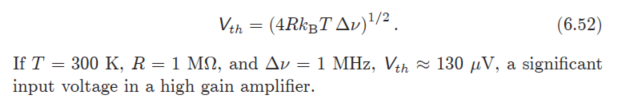 V_{th} = (4Rk_BT Δν)^{1/2} . (6.52)
If T = 300 K, R = 1 MΩ, and Δν = 1 MHz, V_{th} ≈ 130 μV, a significant
input voltage in a high gain amplifier.